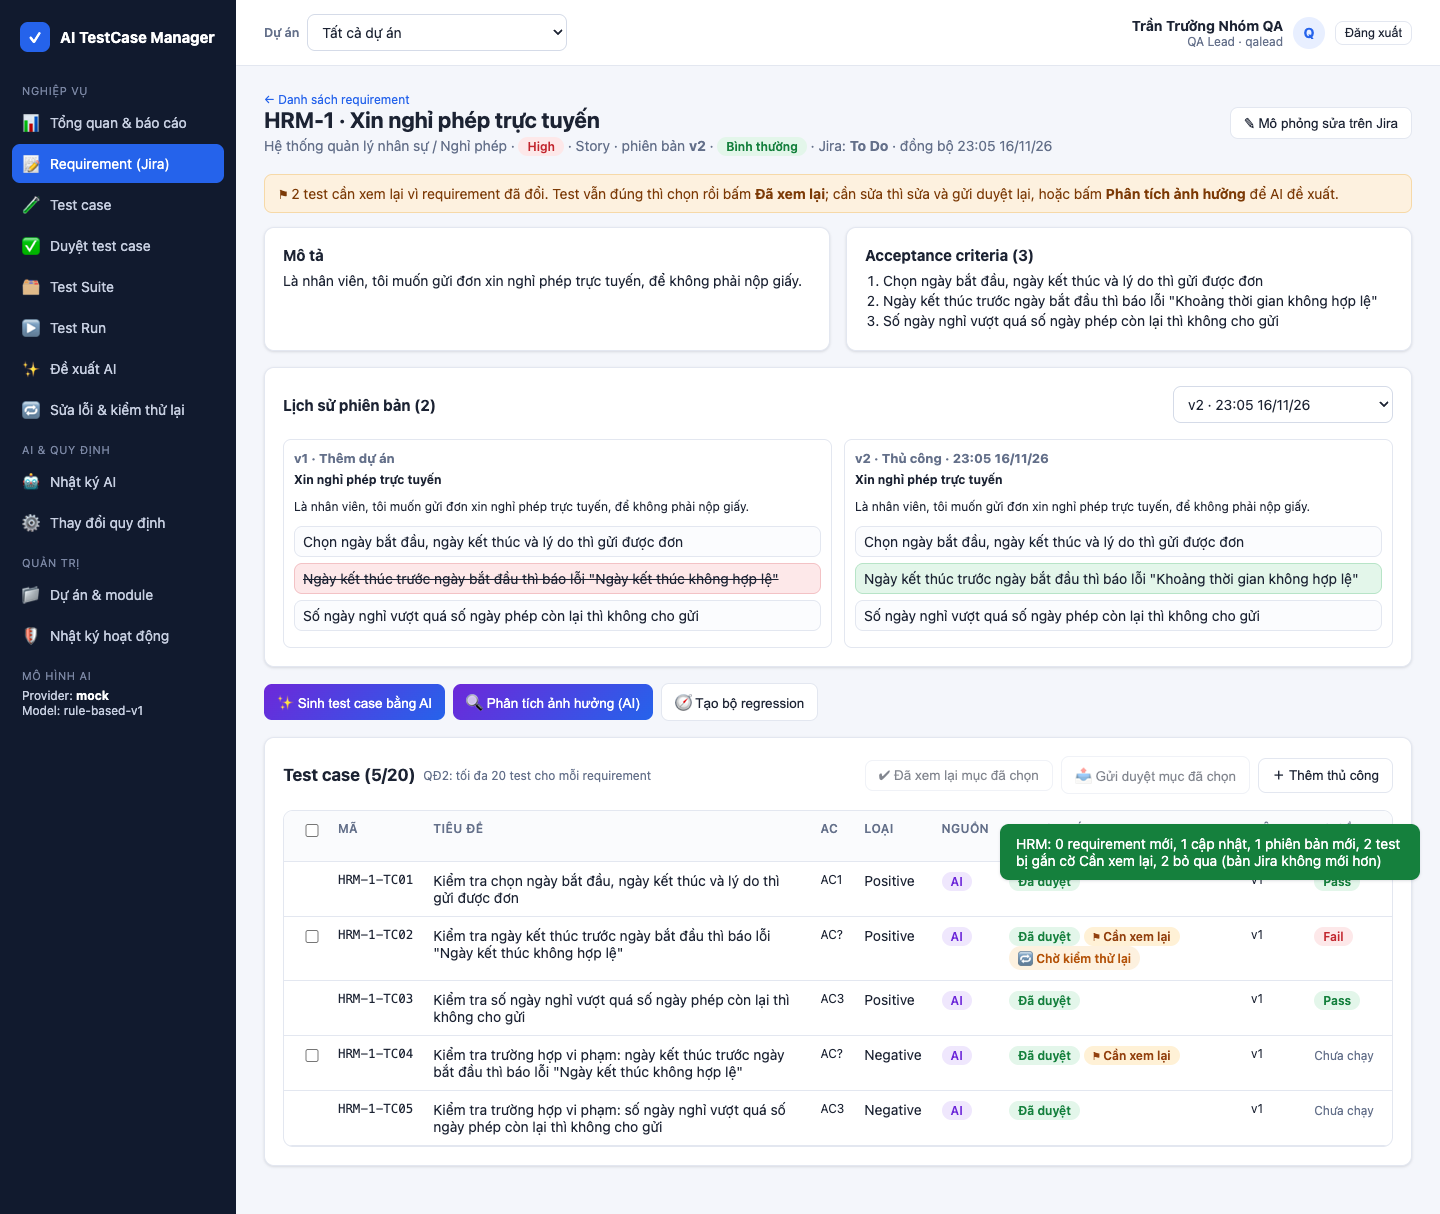 AI TestCase Manager
NGHIỆP VỤ
Tổng quan & báo cáo
Requirement (Jira)
Test case
Duyệt test case
Test Suite
Test Run
Đề xuất AI
Sửa lỗi & kiểm thử lại
AI & QUY ĐỊNH
Nhật ký AI
Thay đổi quy định
QUẢN TRỊ
Dự án & module
Nhật ký hoạt động
MÔ HÌNH AI
Provider: mock
Model: rule-based-v1
Dự án
Tất cả dự án
Trần Trường Nhóm QA
QA Lead · qalead
Q
Đăng xuất
← Danh sách requirement
HRM-1 · Xin nghỉ phép trực tuyến
Hệ thống quản lý nhân sự / Nghỉ phép · High · Story · phiên bản v2 · Bình thường · Jira: To Do · đồng bộ 23:05 16/11/26
✎ Mô phỏng sửa trên Jira
⚑ 2 test cần xem lại vì requirement đã đổi. Test vẫn đúng thì chọn rồi bấm Đã xem lại; cần sửa thì sửa và gửi duyệt lại, hoặc bấm Phân tích ảnh hưởng để AI đề xuất.
Mô tả
Là nhân viên, tôi muốn gửi đơn xin nghỉ phép trực tuyến, để không phải nộp giấy.
Acceptance criteria (3)
1. Chọn ngày bắt đầu, ngày kết thúc và lý do thì gửi được đơn
2. Ngày kết thúc trước ngày bắt đầu thì báo lỗi "Khoảng thời gian không hợp lệ"
3. Số ngày nghỉ vượt quá số ngày phép còn lại thì không cho gửi
Lịch sử phiên bản (2)
v2 · 23:05 16/11/26
v1 · Thêm dự án
Xin nghỉ phép trực tuyến
Là nhân viên, tôi muốn gửi đơn xin nghỉ phép trực tuyến, để không phải nộp giấy.
Chọn ngày bắt đầu, ngày kết thúc và lý do thì gửi được đơn
Ngày kết thúc trước ngày bắt đầu thì báo lỗi "Ngày kết thúc không hợp lệ"
Số ngày nghỉ vượt quá số ngày phép còn lại thì không cho gửi
v2 · Thủ công · 23:05 16/11/26
Xin nghỉ phép trực tuyến
Là nhân viên, tôi muốn gửi đơn xin nghỉ phép trực tuyến, để không phải nộp giấy.
Chọn ngày bắt đầu, ngày kết thúc và lý do thì gửi được đơn
Ngày kết thúc trước ngày bắt đầu thì báo lỗi "Khoảng thời gian không hợp lệ"
Số ngày nghỉ vượt quá số ngày phép còn lại thì không cho gửi
Sinh test case bằng AI
Phân tích ảnh hưởng (AI)
Tạo bộ regression
Test case (5/20) QĐ2: tối đa 20 test cho mỗi requirement
✔ Đã xem lại mục đã chọn
Gửi duyệt mục đã chọn
+ Thêm thủ công
MÃ TIÊU ĐỀ AC LOẠI NGUỒN
HRM: 0 requirement mới, 1 cập nhật, 1 phiên bản mới, 2 test
bị gắn cờ Cần xem lại, 2 bỏ qua (bản Jira không mới hơn)
HRM-1-TC01 Kiểm tra chọn ngày bắt đầu, ngày kết thúc và lý do thì AC1 Positive AI Đã duyệt v1 Pass
gửi được đơn
HRM-1-TC02 Kiểm tra ngày kết thúc trước ngày bắt đầu thì báo lỗi AC? Positive AI Đã duyệt ⚑ Cần xem lại v1 Fail
"Ngày kết thúc không hợp lệ" Chờ kiểm thử lại
HRM-1-TC03 Kiểm tra số ngày nghỉ vượt quá số ngày phép còn lại thì AC3 Positive AI Đã duyệt v1 Pass
không cho gửi
HRM-1-TC04 Kiểm tra trường hợp vi phạm: ngày kết thúc trước ngày AC? Negative AI Đã duyệt ⚑ Cần xem lại v1 Chưa chạy
bắt đầu thì báo lỗi "Ngày kết thúc không hợp lệ"
HRM-1-TC05 Kiểm tra trường hợp vi phạm: số ngày nghỉ vượt quá số AC3 Negative AI Đã duyệt v1 Chưa chạy
ngày phép còn lại thì không cho gửi